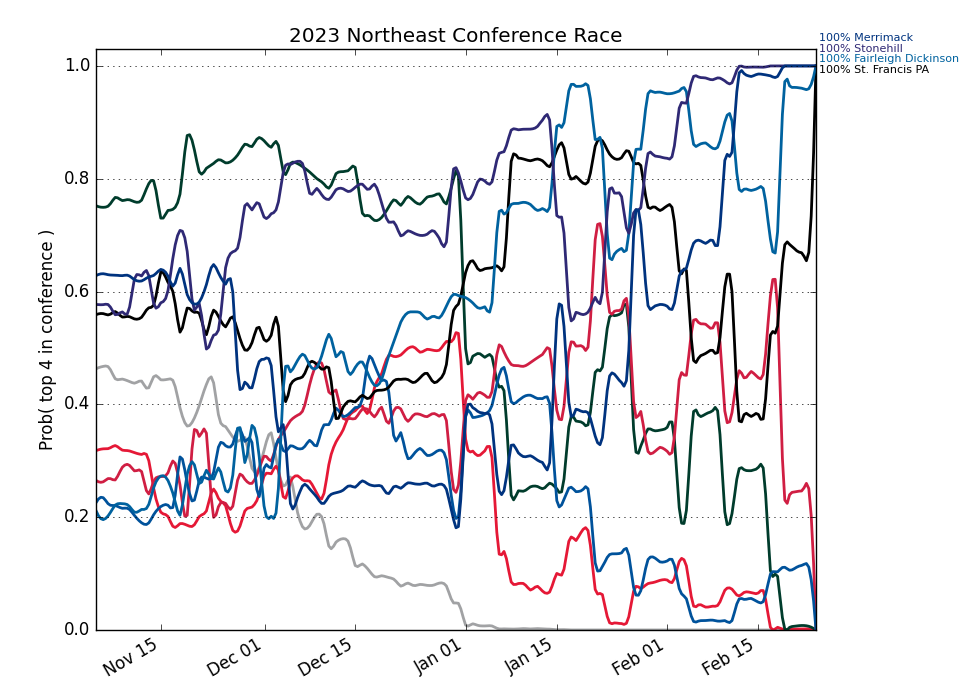 2023 Northeast Conference Race
100% Merrimack
100% Stonehill
100% Fairleigh Dickinson
100% St. Francis PA
Prob( top 4 in conference )
1.0
0.8
0.6
0.4
0.2
0.0
Nov 15
Dec 01
Dec 15
Jan 01
Jan 15
Feb 01
Feb 15